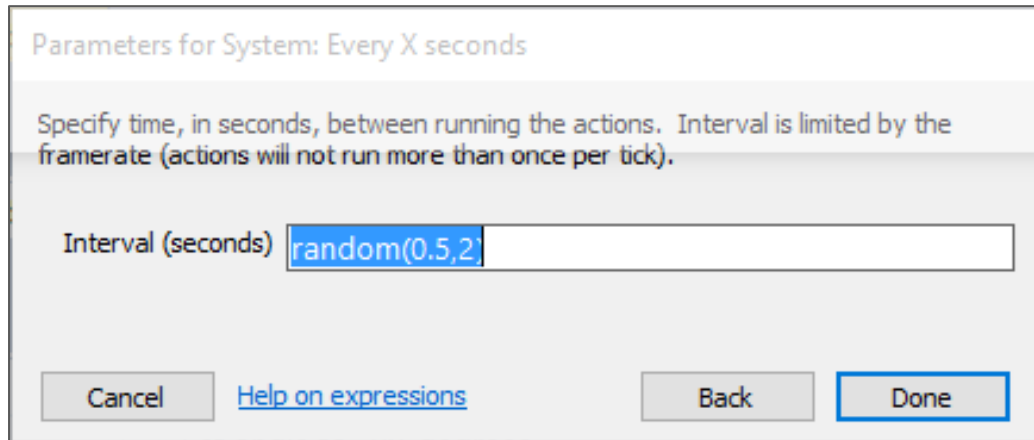 Parameters for System: Every X seconds
Specify time, in seconds, between running the actions. Interval is limited by the
framerate (actions will not run more than once per tick).
Interval (seconds) random(0.5,2)
Cancel Help on expressions Back Done